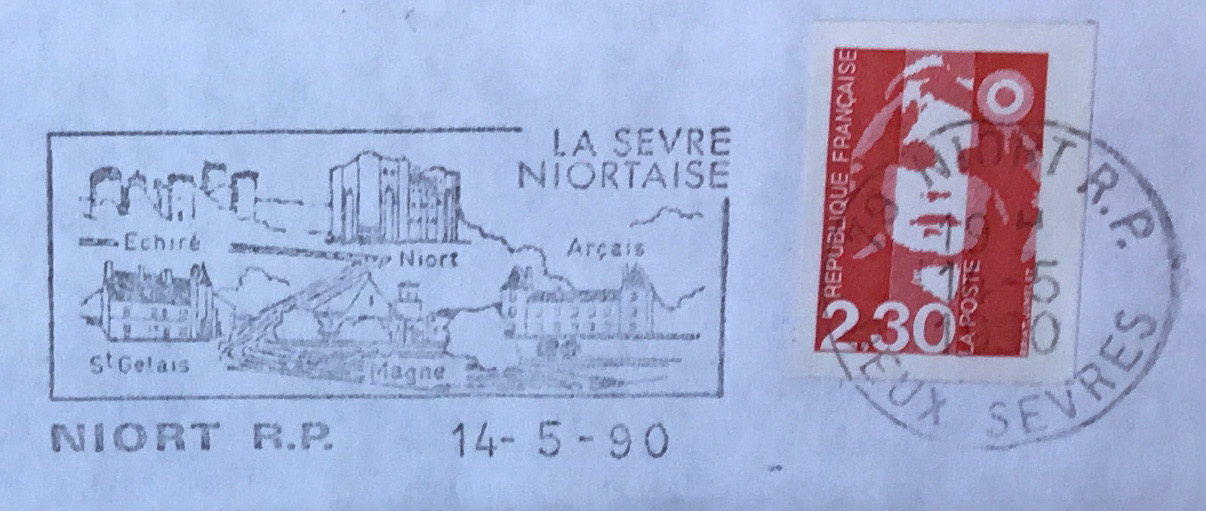 LA SEVRE
NIORTAISE
Echiré
Niort
Arçais
St Gelais
Magne
NIORT R.P.
14-5-90
REPUBLIQUE FRANÇAISE
2,30
LA POSTE
NIORT R.P.
EUX SEVRES